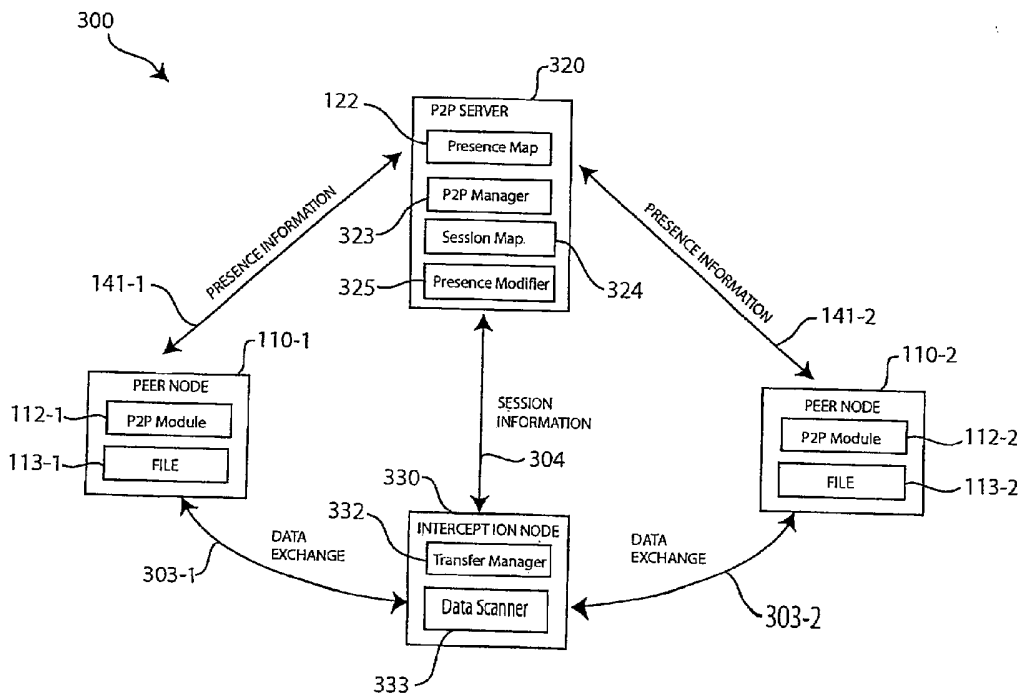 300
320
P2P SERVER
122
Presence Map
P2P Manager
323
Session Map.
324
325
Presence Modifier
PRESENCE INFORMATION
141-1
PRESENCE INFORMATION
141-2
110-1
PEER NODE
112-1
P2P Module
113-1
FILE
110-2
PEER NODE
P2P Module
112-2
FILE
113-2
SESSION
INFORMATION
304
330
INTERCEPTION NODE
332
Transfer Manager
Data Scanner
333
DATA
EXCHANGE
303-1
DATA
EXCHANGE
303-2